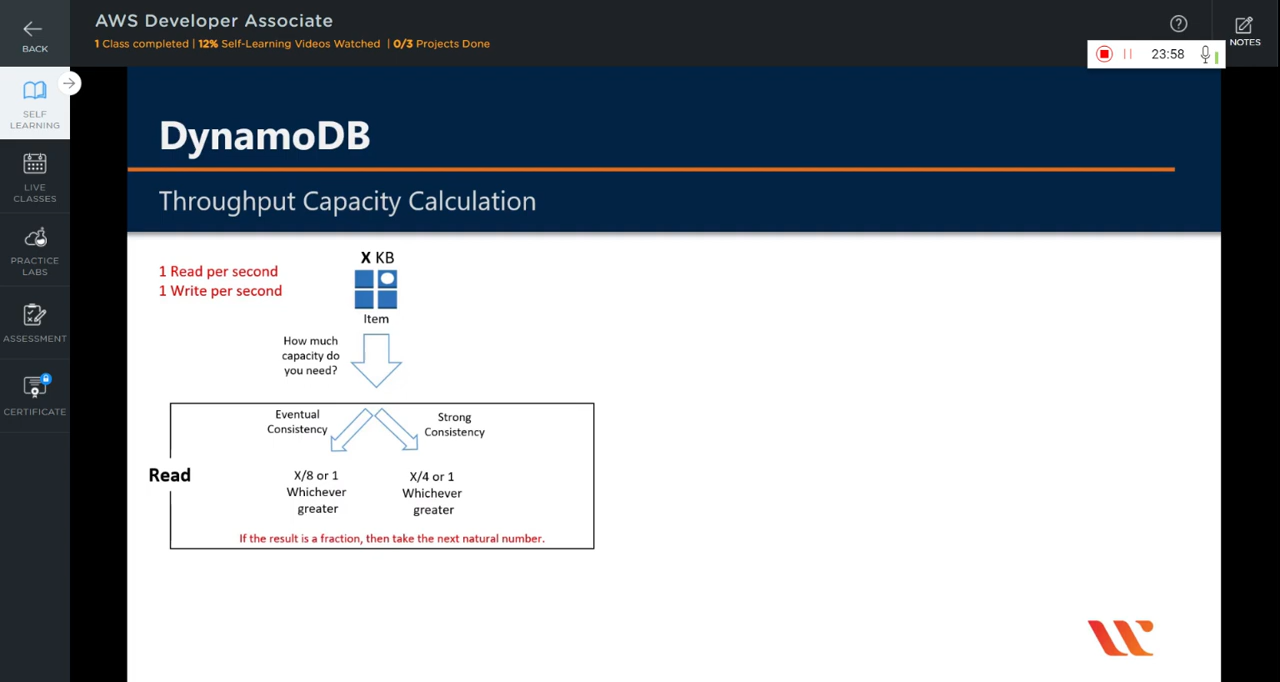 AWS Developer Associate
1 Class completed | 12% Self-Learning Videos Watched | 0/3 Projects Done
BACK
NOTES
23:58
SELF
LEARNING
LIVE
CLASSES
PRACTICE
LABS
ASSESSMENT
CERTIFICATE
DynamoDB
Throughput Capacity Calculation
1 Read per second
1 Write per second
X KB
Item
How much
capacity do
you need?
Eventual
Consistency
Strong
Consistency
Read
X/8 or 1
Whichever
greater
X/4 or 1
Whichever
greater
If the result is a fraction, then take the next natural number.